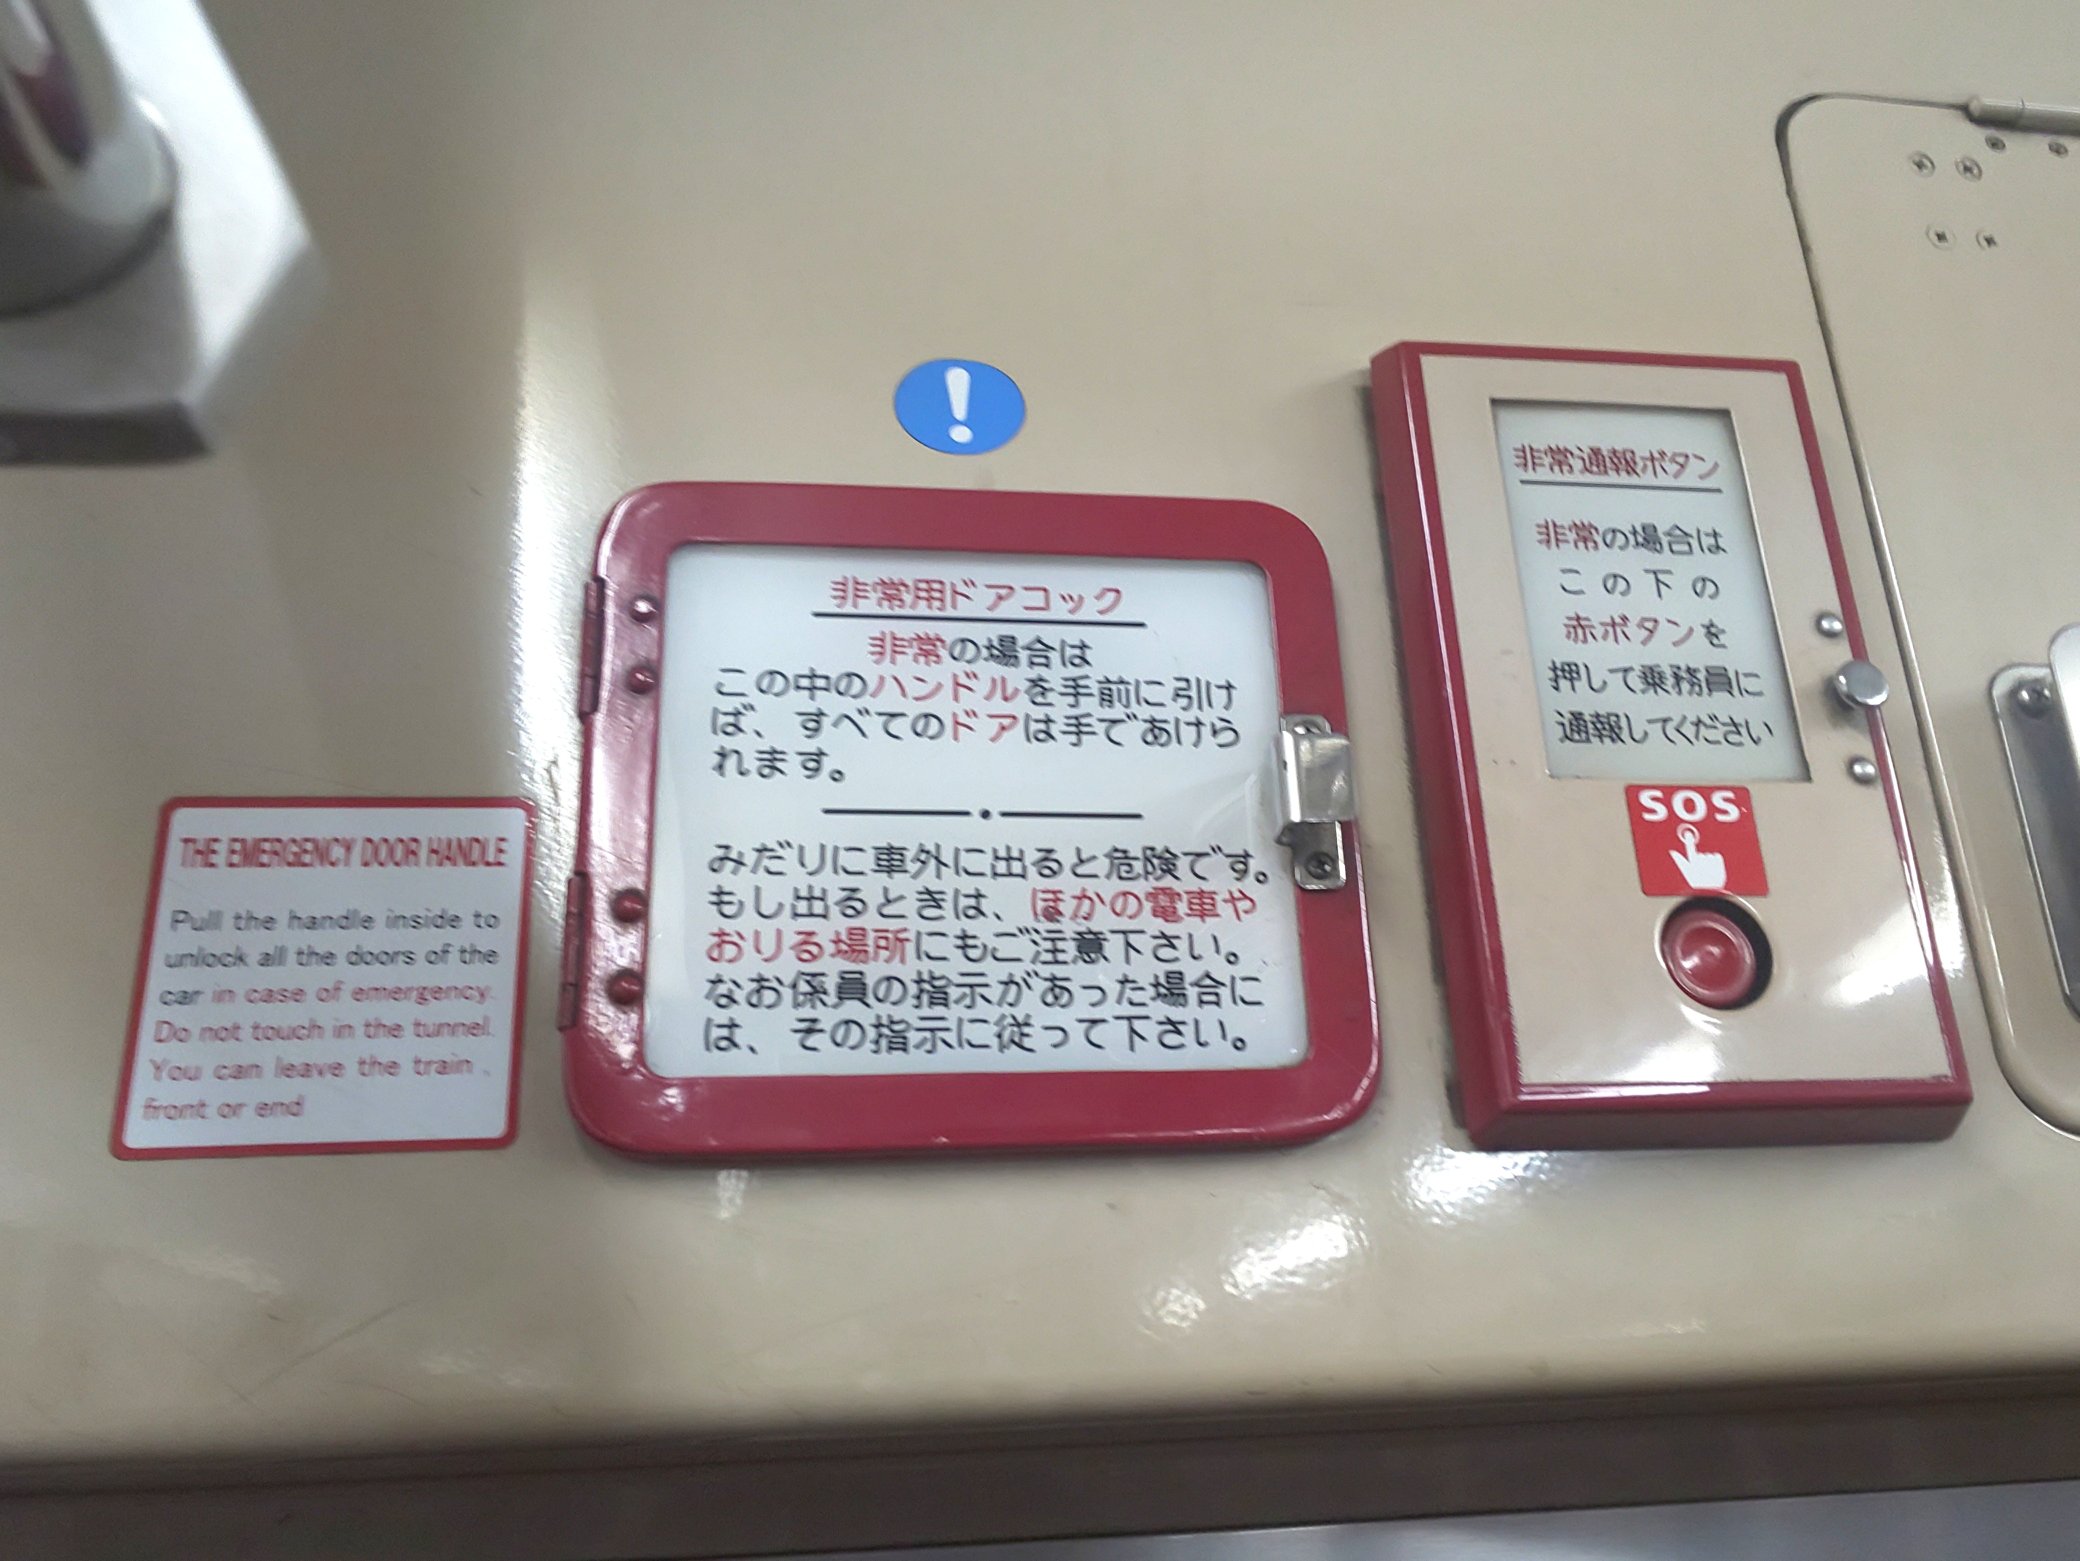 THE EMERGENCY DOOR HANDLE
Pull the handle inside to
unlock all the doors of the
car in case of emergency.
Do not touch in the tunnel.
You can leave the train .
front or end
!
非常用ドアコック
非常の場合は
この中のハンドルを手前に引け
ば、すべてのドアは手であけら
れます。
みだりに車外に出ると危険です。
もし出るときは、ほかの電車や
おりる場所にもご注意下さい。
なお係員の指示があった場合に
は、その指示に従って下さい。
非常通報ボタン
非常の場合は
この下の
赤ボタンを
押して乗務員に
通報してください
SOS